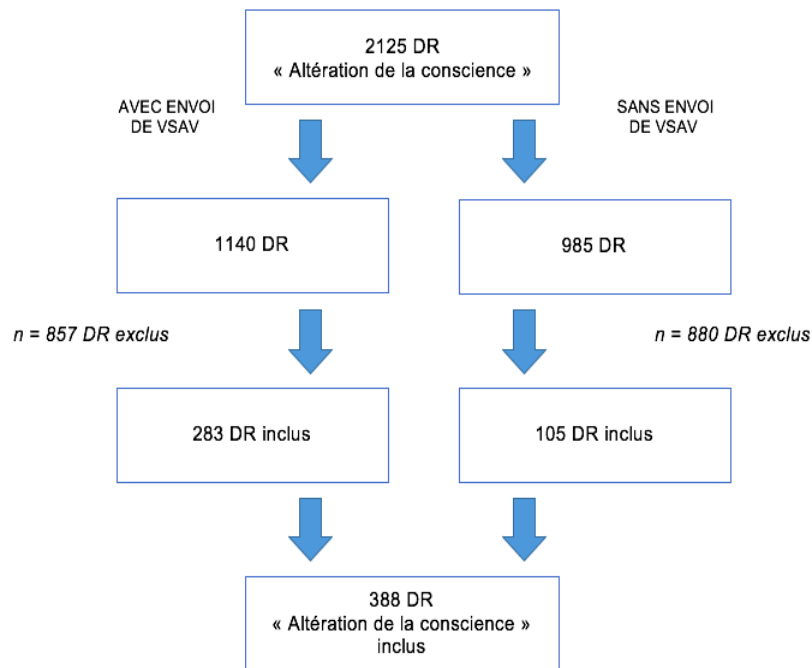 2125 DR
« Altération de la conscience »
AVEC ENVOI
DE VSAV
SANS ENVOI
DE VSAV
1140 DR
985 DR
n = 857 DR exclus
n = 880 DR exclus
283 DR inclus
105 DR inclus
388 DR
« Altération de la conscience »
inclus